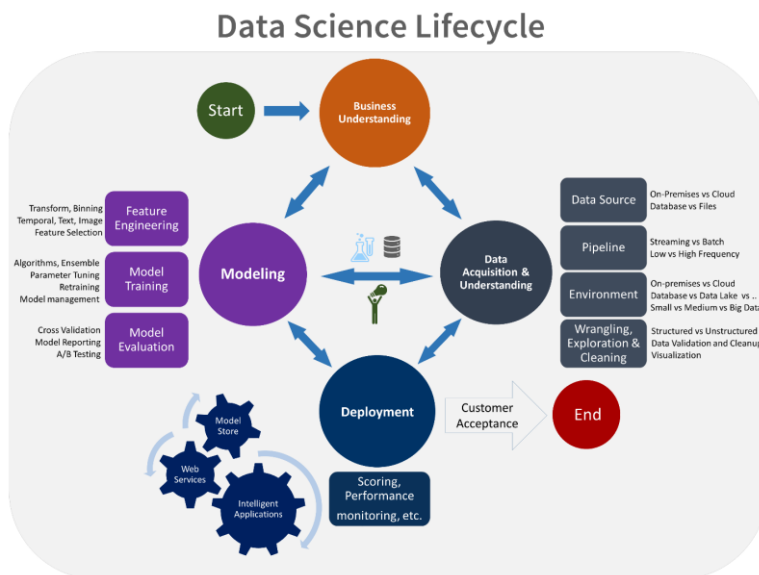 Data Science Lifecycle
Start
Business
Understanding
Transform, Binning
Temporal, Text, Image
Feature Selection
Feature
Engineering
Algorithms, Ensemble
Parameter Tuning
Retraining
Model management
Model
Training
Cross Validation
Model Reporting
A/B Testing
Model
Evaluation
Modeling
Data
Acquisition &
Understanding
Data Source
On-Premises vs Cloud
Database vs Files
Pipeline
Streaming vs Batch
Low vs High Frequency
Environment
On-premises vs Cloud
Database vs Data Lake vs ..
Small vs Medium vs Big Data
Wrangling,
Exploration &
Cleaning
Structured vs Unstructured
Data Validation and Cleanup
Visualization
Deployment
Customer
Acceptance
End
Model
Store
Web
Services
Intelligent
Applications
Scoring,
Performance
monitoring, etc.